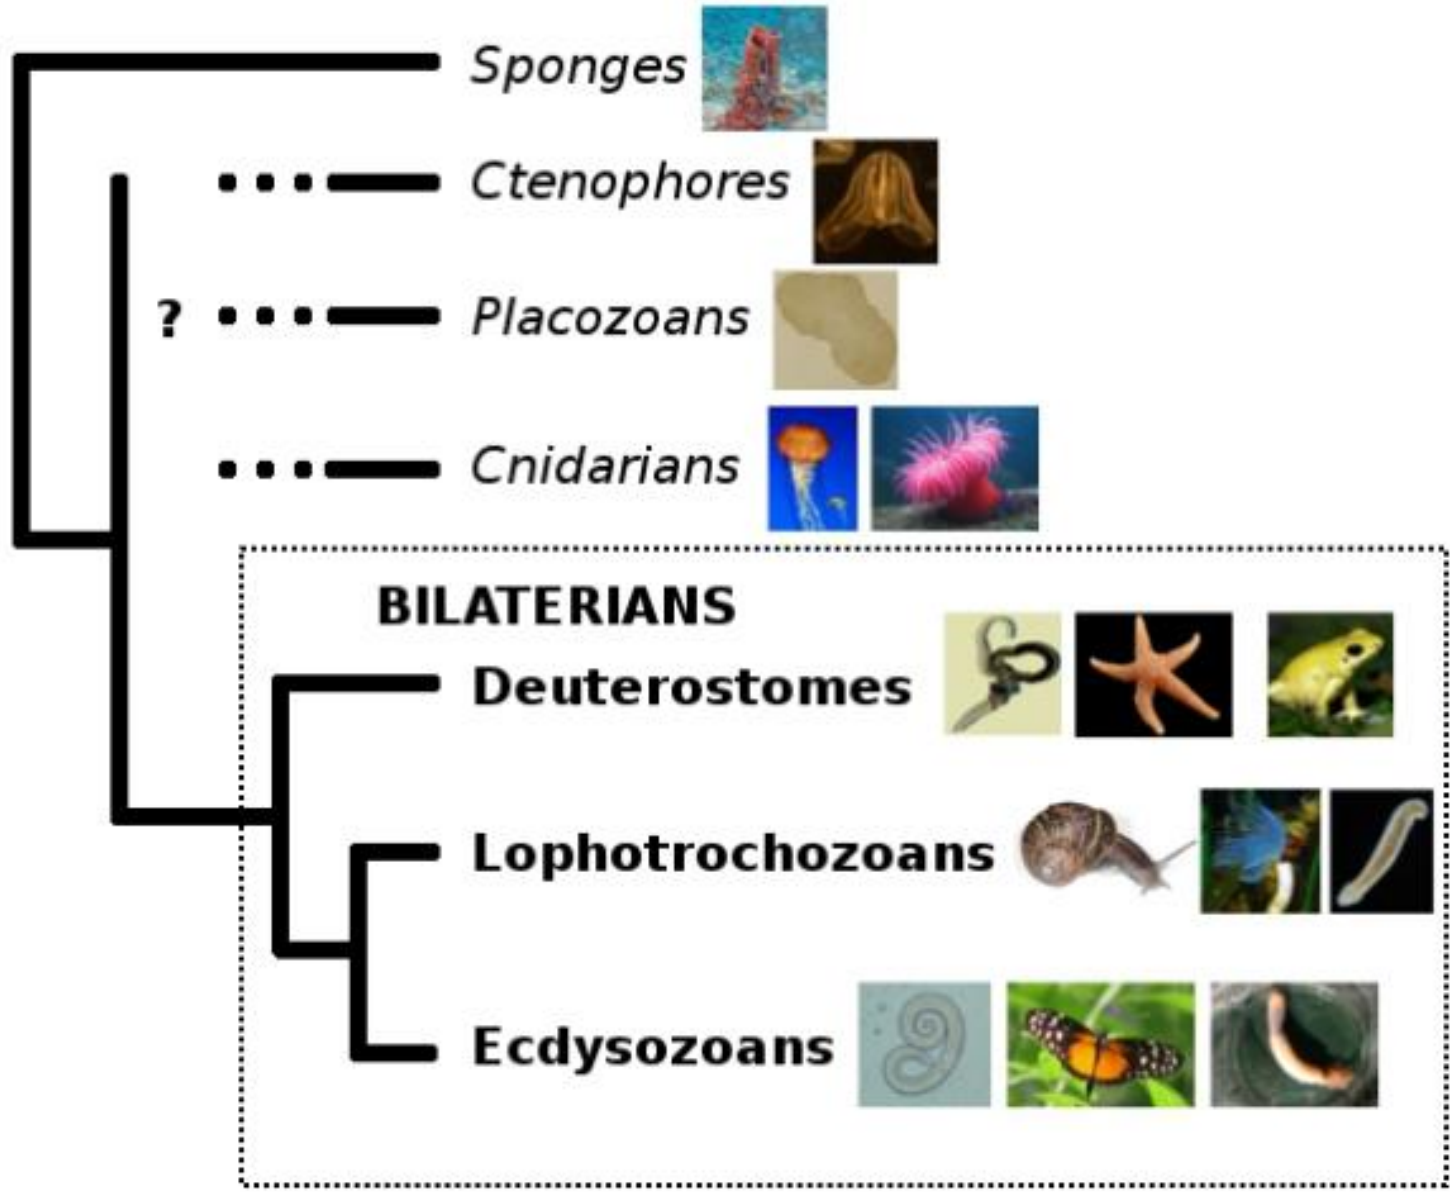 Sponges
Ctenophores
?
Placozoans
Cnidarians
BILATERIANS
Deuterostomes
Lophotrochozoans
Ecdysozoans